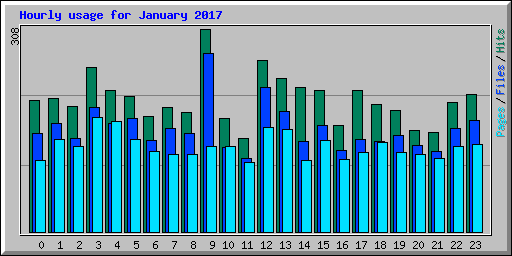 Hourly usage for January 2017
308
Pages / Files / Hits
0 1 2 3 4 5 6 7 8 9 10 11 12 13 14 15 16 17 18 19 20 21 22 23